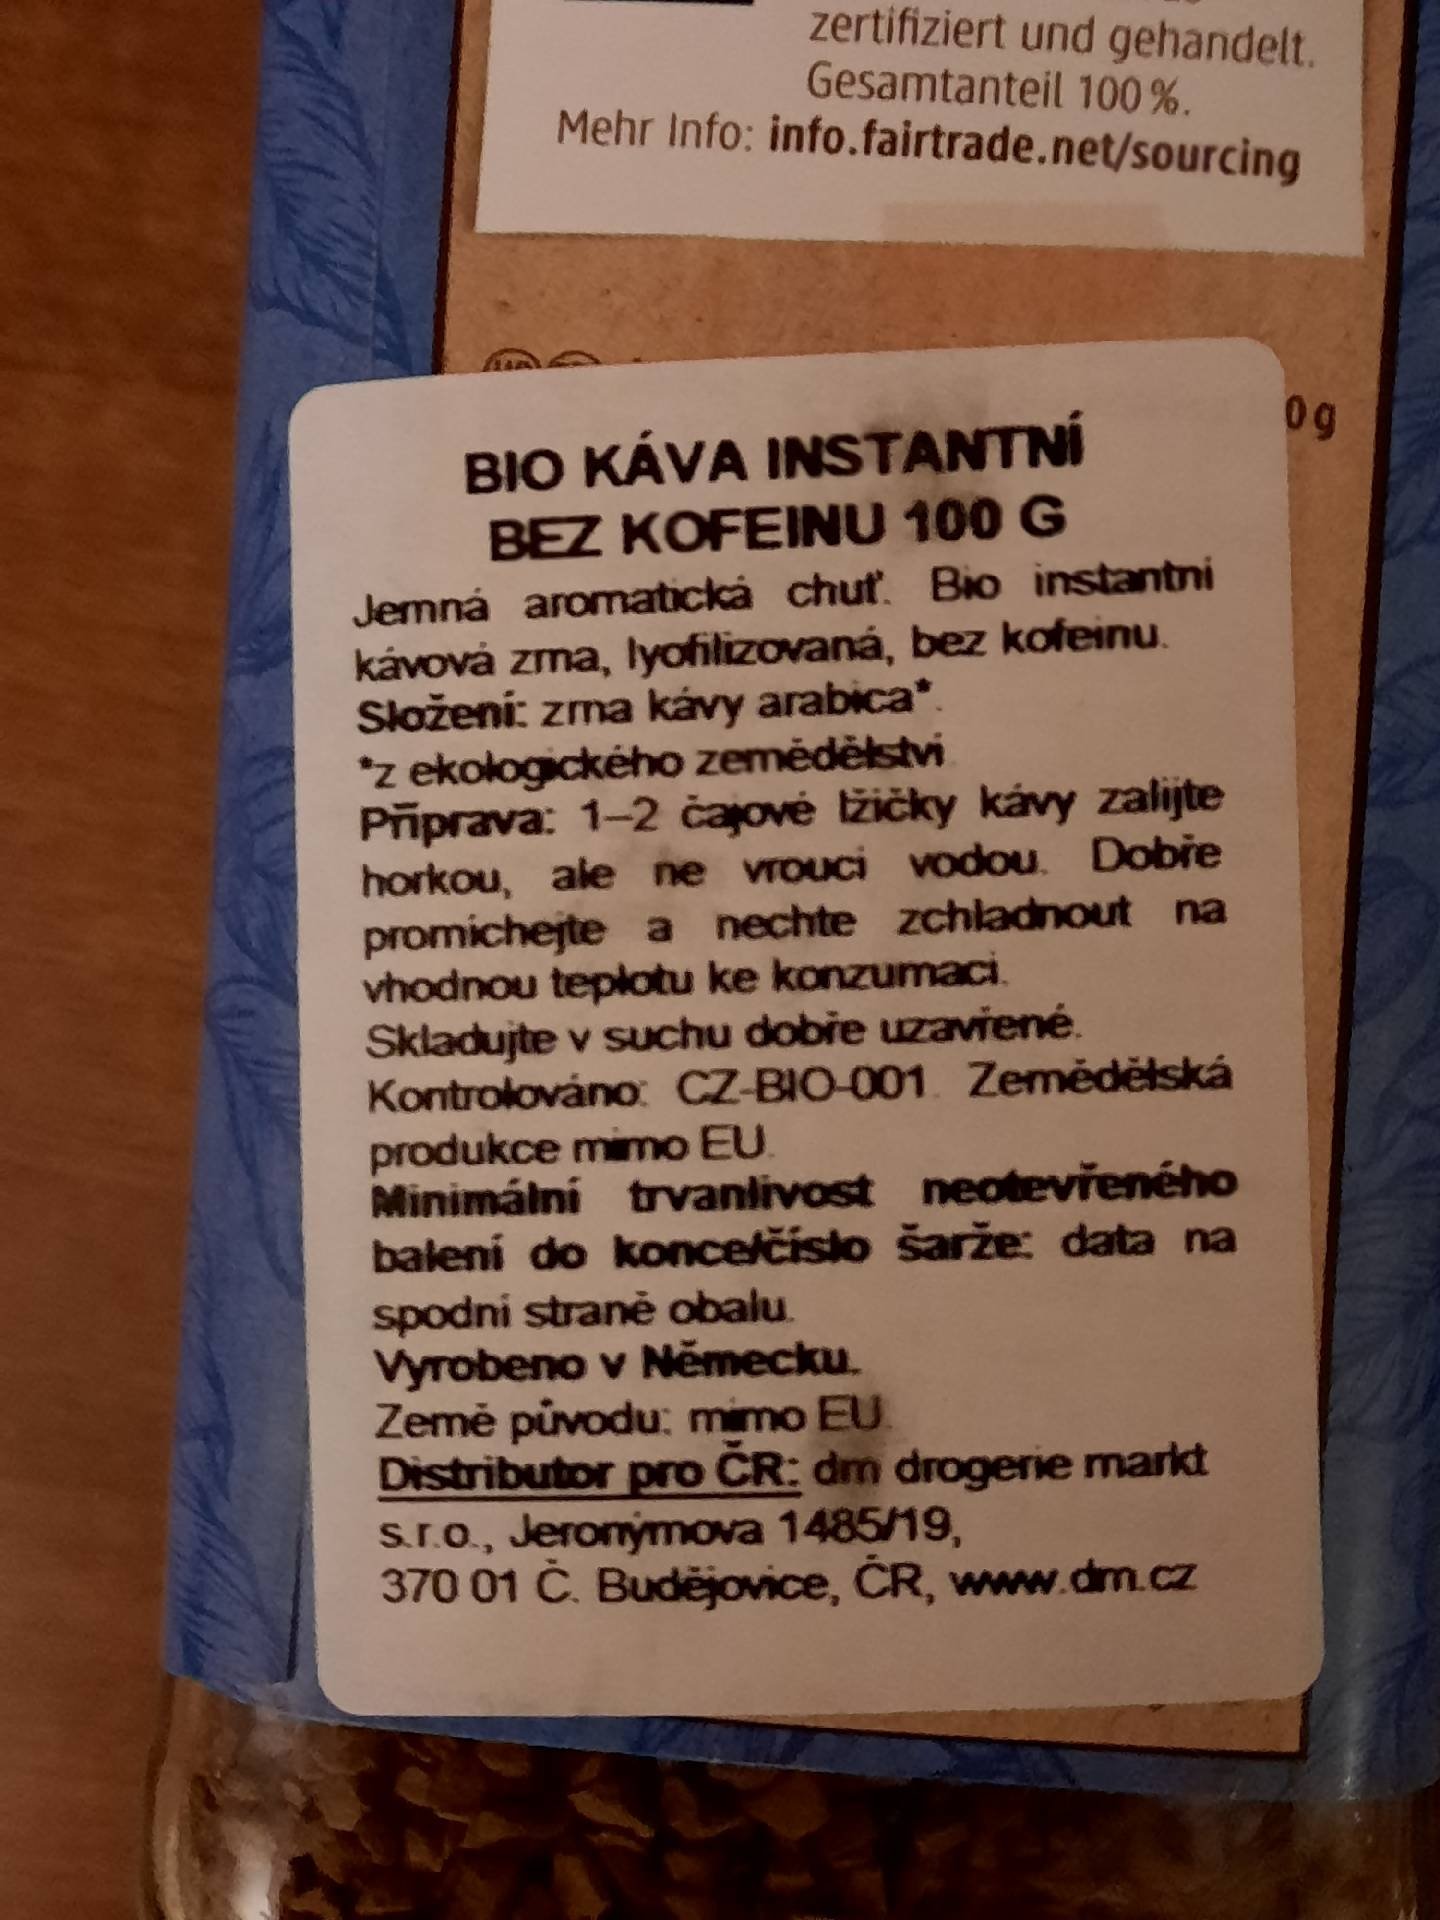 zertifiziert und gehandelt.
Gesamtanteil 100 %.
Mehr Info: info.fairtrade.net/sourcing
0 g
BIO KÁVA INSTANTNÍ
BEZ KOFEINU 100 G
Jemná aromatická chuť. Bio instantní
kávová zrna, lyofilizovaná, bez kofeinu.
Složení: zrna kávy arabica*.
*z ekologického zemědělství
Příprava: 1–2 čajové lžičky kávy zalijte
horkou, ale ne vroucí vodou. Dobře
promíchejte a nechte zchladnout na
vhodnou teplotu ke konzumaci.
Skladujte v suchu dobře uzavřené.
Kontrolováno: CZ-BIO-001. Zemědělská
produkce mimo EU.
Minimální trvanlivost neotevřeného
balení do konce/číslo šarže: data na
spodní straně obalu.
Vyrobeno v Německu.
Země původu: mimo EU.
Distributor pro ČR: dm drogerie markt
s.r.o., Jeronýmova 1485/19,
370 01 Č. Budějovice, ČR, www.dm.cz